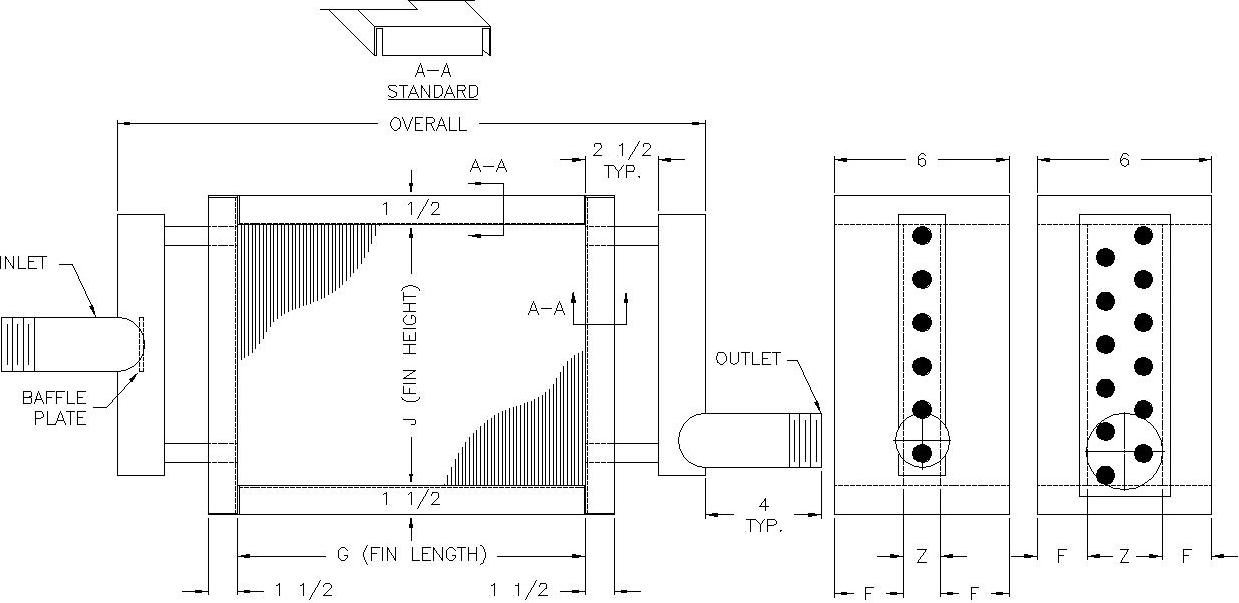 A-A
STANDARD
OVERALL
2 1/2
TYP.
6
6
A-A
1 1/2
INLET
J (FIN HEIGHT)
A-A
OUTLET
BAFFLE
PLATE
1 1/2
4
TYP.
G (FIN LENGTH)
Z
F
Z
F
1 1/2
1 1/2
F
F